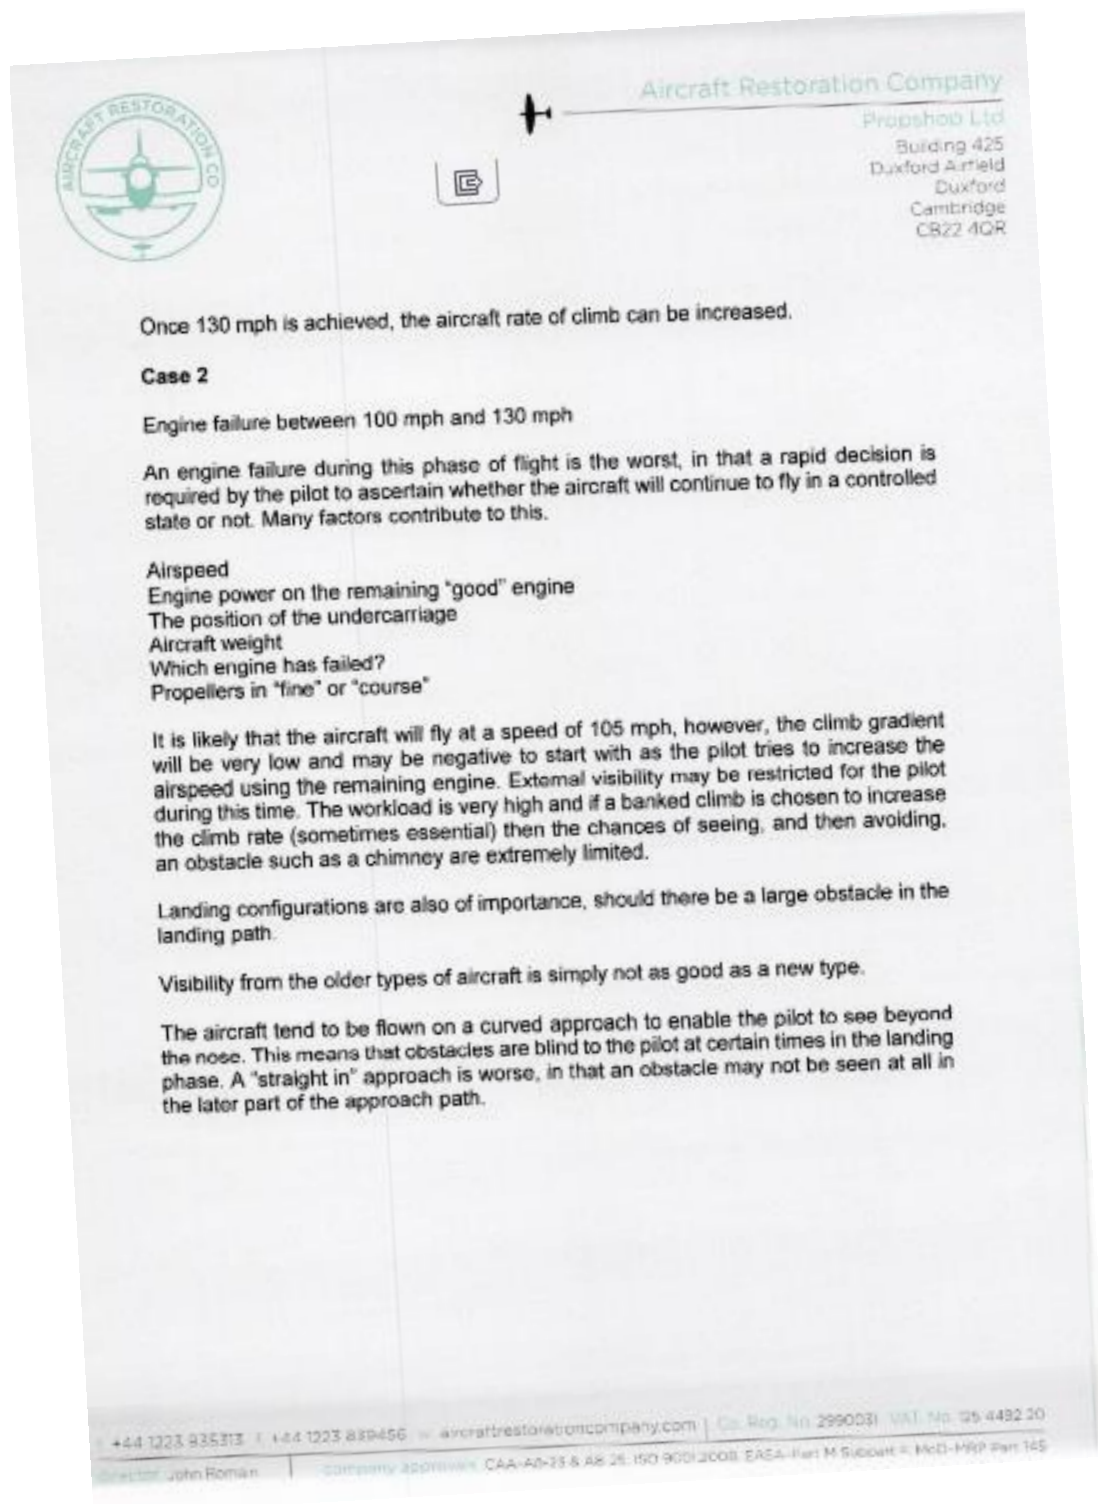 AIRCRAFT RESTORATION CO
Aircraft Restoration Company
Propshop Ltd
Building 425
Duxford Airfield
Duxford
Cambridge
CB22 4QR
Once 130 mph is achieved, the aircraft rate of climb can be increased.
Case 2
Engine failure between 100 mph and 130 mph
An engine failure during this phase of flight is the worst, in that a rapid decision is
required by the pilot to ascertain whether the aircraft will continue to fly in a controlled
state or not. Many factors contribute to this.
Airspeed
Engine power on the remaining “good” engine
The position of the undercarriage
Aircraft weight
Which engine has failed?
Propellers in “fine” or “course”
It is likely that the aircraft will fly at a speed of 105 mph, however, the climb gradient
will be very low and may be negative to start with as the pilot tries to increase the
airspeed using the remaining engine. External visibility may be restricted for the pilot
during this time. The workload is very high and if a banked climb is chosen to increase
the climb rate (sometimes essential) then the chances of seeing, and then avoiding,
an obstacle such as a chimney are extremely limited.
Landing configurations are also of importance, should there be a large obstacle in the
landing path.
Visibility from the older types of aircraft is simply not as good as a new type.
The aircraft tend to be flown on a curved approach to enable the pilot to see beyond
the nose. This means that obstacles are blind to the pilot at certain times in the landing
phase. A “straight in” approach is worse, in that an obstacle may not be seen at all in
the later part of the approach path.
+44 1223 835313 +44 1223 839456 aircraftrestorationcompany.com | Co. Reg. No. 2990031 VAT. No. 125 4492 20
Director John Romain | company approvals CAA-A8-23 & A8 25, ISO 9001:2008, EASA-Part M Subpart F, MoD-MRP Part 145